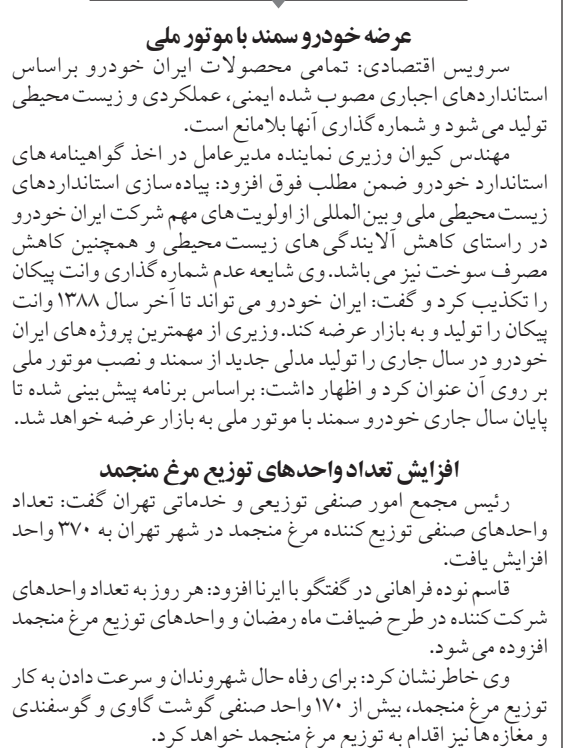 عرضه خودرو سمند با موتور ملی
سرویس اقتصادی: تمامی محصولات ایران خودرو براساس
استانداردهای اجباری مصوب شده ایمنی، عملکردی و زیست محیطی
تولید می شود و شماره گذاری آنها بلامانع است.
مهندس کیوان وزیری نماینده مدیرعامل در اخذ گواهینامه های
استاندارد خودرو ضمن مطلب فوق افزود: پیاده سازی استانداردهای
زیست محیطی ملی و بین المللی از اولویت های مهم شرکت ایران خودرو
در راستای کاهش آلایندگی های زیست محیطی و همچنین کاهش
مصرف سوخت نیز می باشد. وی شایعه عدم شماره گذاری وانت پیکان
را تکذیب کرد و گفت: ایران خودرو می تواند تا آخر سال ۱۳۸۸ وانت
پیکان را تولید و به بازار عرضه کند. وزیری از مهمترین پروژه های ایران
خودرو در سال جاری را تولید مدلی جدید از سمند و نصب موتور ملی
بر روی آن عنوان کرد و اظهار داشت: براساس برنامه پیش بینی شده تا
پایان سال جاری خودرو سمند با موتور ملی به بازار عرضه خواهد شد.
افزایش تعداد واحدهای توزیع مرغ منجمد
رئیس مجمع امور صنفی توزیعی و خدماتی تهران گفت: تعداد
واحدهای صنفی توزیع کننده مرغ منجمد در شهر تهران به ۳۷۰ واحد
افزایش یافت.
قاسم نوده فراهانی در گفتگو با ایرنا افزود: هر روز به تعداد واحدهای
شرکت کننده در طرح ضیافت ماه رمضان و واحدهای توزیع مرغ منجمد
افزوده می شود.
وی خاطرنشان کرد: برای رفاه حال شهروندان و سرعت دادن به کار
توزیع مرغ منجمد، بیش از ۱۷۰ واحد صنفی گوشت گاوی و گوسفندی
و مغازه ها نیز اقدام به توزیع مرغ منجمد خواهد کرد.